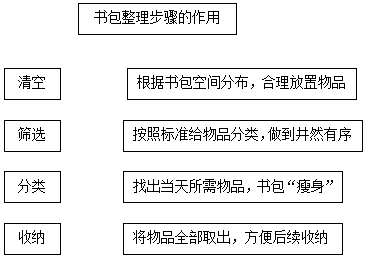 书包整理步骤的作用
清空 根据书包空间分布，合理放置物品
筛选 按照标准给物品分类，做到井然有序
分类 找出当天所需物品，书包“瘦身”
收纳 将物品全部取出，方便后续收纳